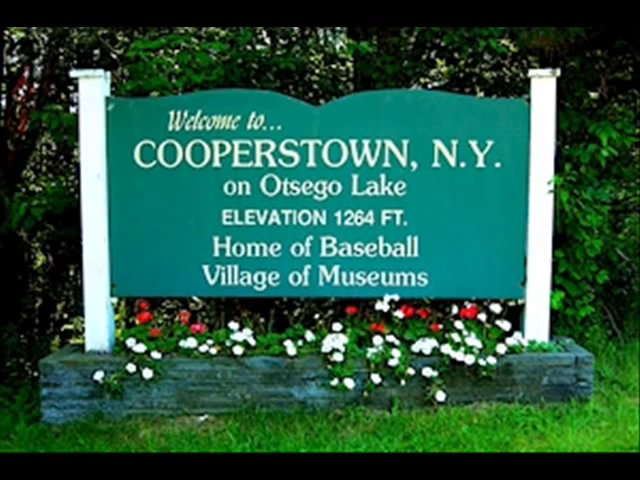 Welcome to...
COOPERSTOWN, N.Y.
on Otsego Lake
ELEVATION 1264 FT.
Home of Baseball
Village of Museums